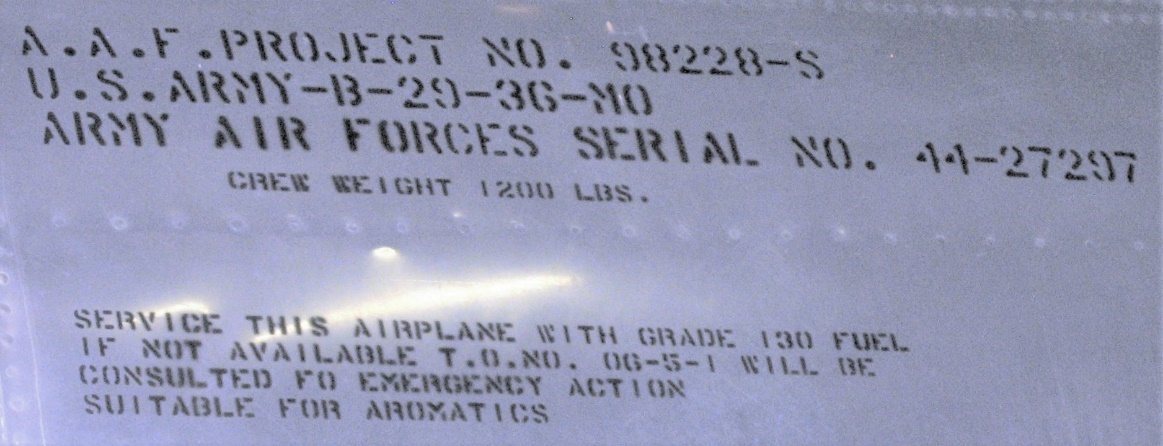 A.A.F.PROJECT NO. 98228-S
U.S.ARMY-B-29-36-MO
ARMY AIR FORCES SERIAL NO. 44-27297
CREW WEIGHT 1200 LBS.
SERVICE THIS AIRPLANE WITH GRADE 130 FUEL
IF NOT AVAILABLE T.O.NO. 06-5-1 WILL BE
CONSULTED FO EMERGENCY ACTION
SUITABLE FOR AROMATICS